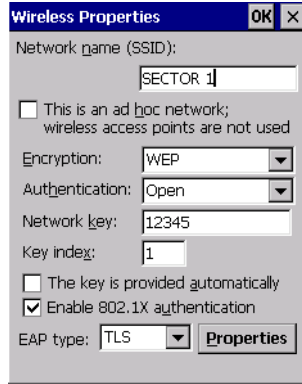 Wireless Properties OK ×
Network name (SSID):
SECTOR 1
This is an ad hoc network;
wireless access points are not used
Encryption: WEP
Authentication: Open
Network key: 12345
Key index: 1
The key is provided automatically
Enable 802.1X authentication
EAP type: TLS Properties